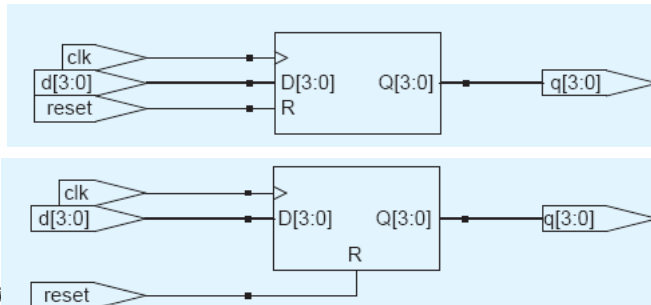 clk
d[3:0] D[3:0] Q[3:0] q[3:0]
reset R
clk
d[3:0] D[3:0] Q[3:0] q[3:0]
R
reset